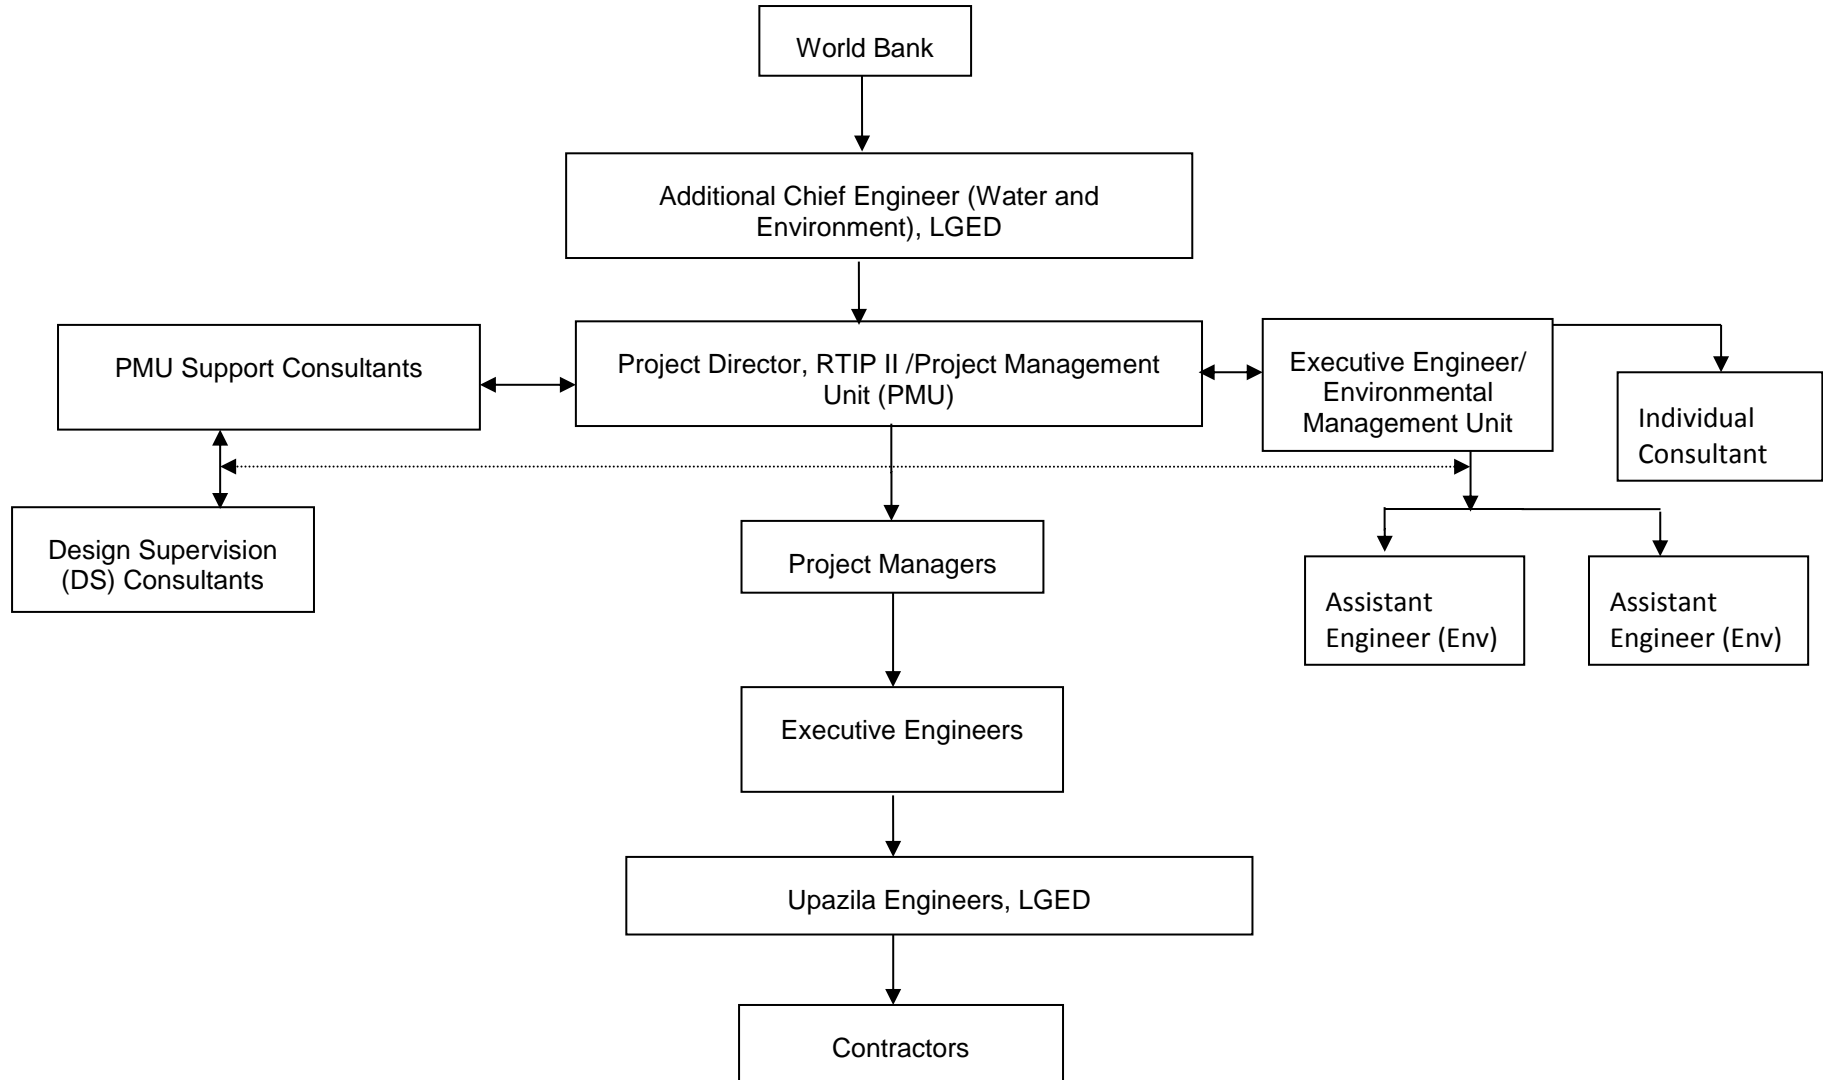 World Bank
Additional Chief Engineer (Water and
Environment), LGED
PMU Support Consultants
Project Director, RTIP II /Project Management
Unit (PMU)
Executive Engineer/
Environmental
Management Unit
Individual
Consultant
Design Supervision
(DS) Consultants
Project Managers
Assistant
Engineer (Env)
Assistant
Engineer (Env)
Executive Engineers
Upazila Engineers, LGED
Contractors